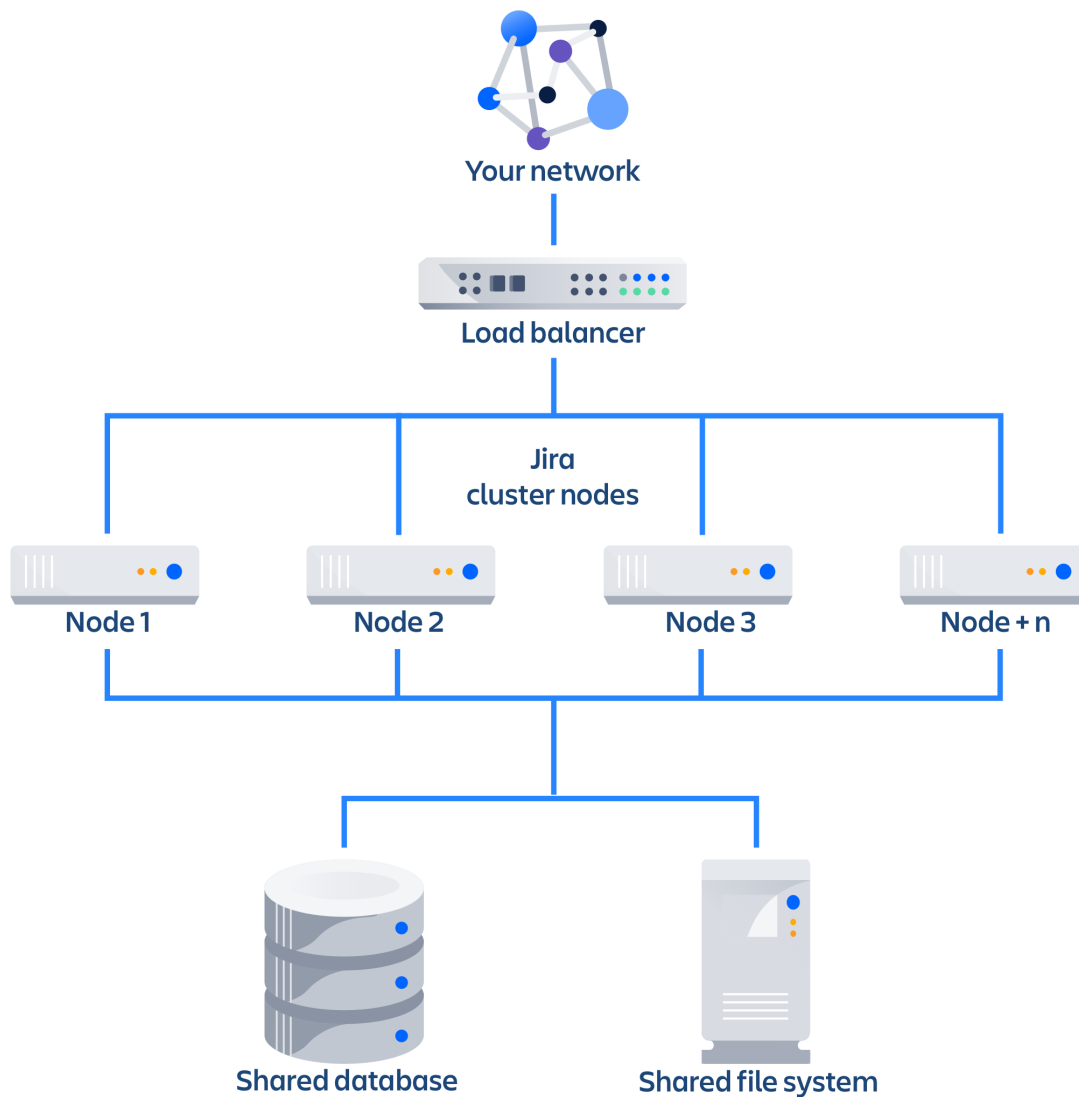 Your network
Load balancer
Jira
cluster nodes
Node 1
Node 2
Node 3
Node + n
Shared database
Shared file system